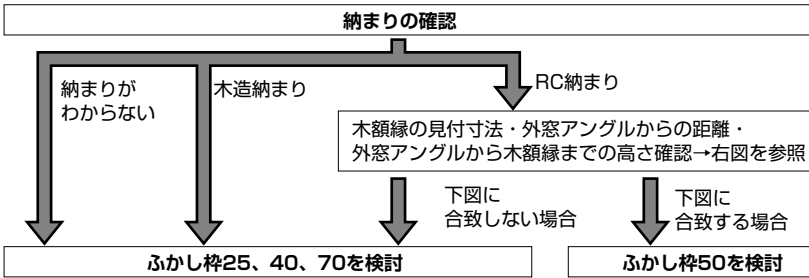 納まりの確認
納まりが
わからない
木造納まり
RC納まり
木額縁の見付寸法・外窓アングルからの距離・
外窓アングルから木額縁までの高さ確認→右図を参照
下図に
合致しない場合
下図に
合致する場合
ふかし枠25、40、70を検討
ふかし枠50を検討